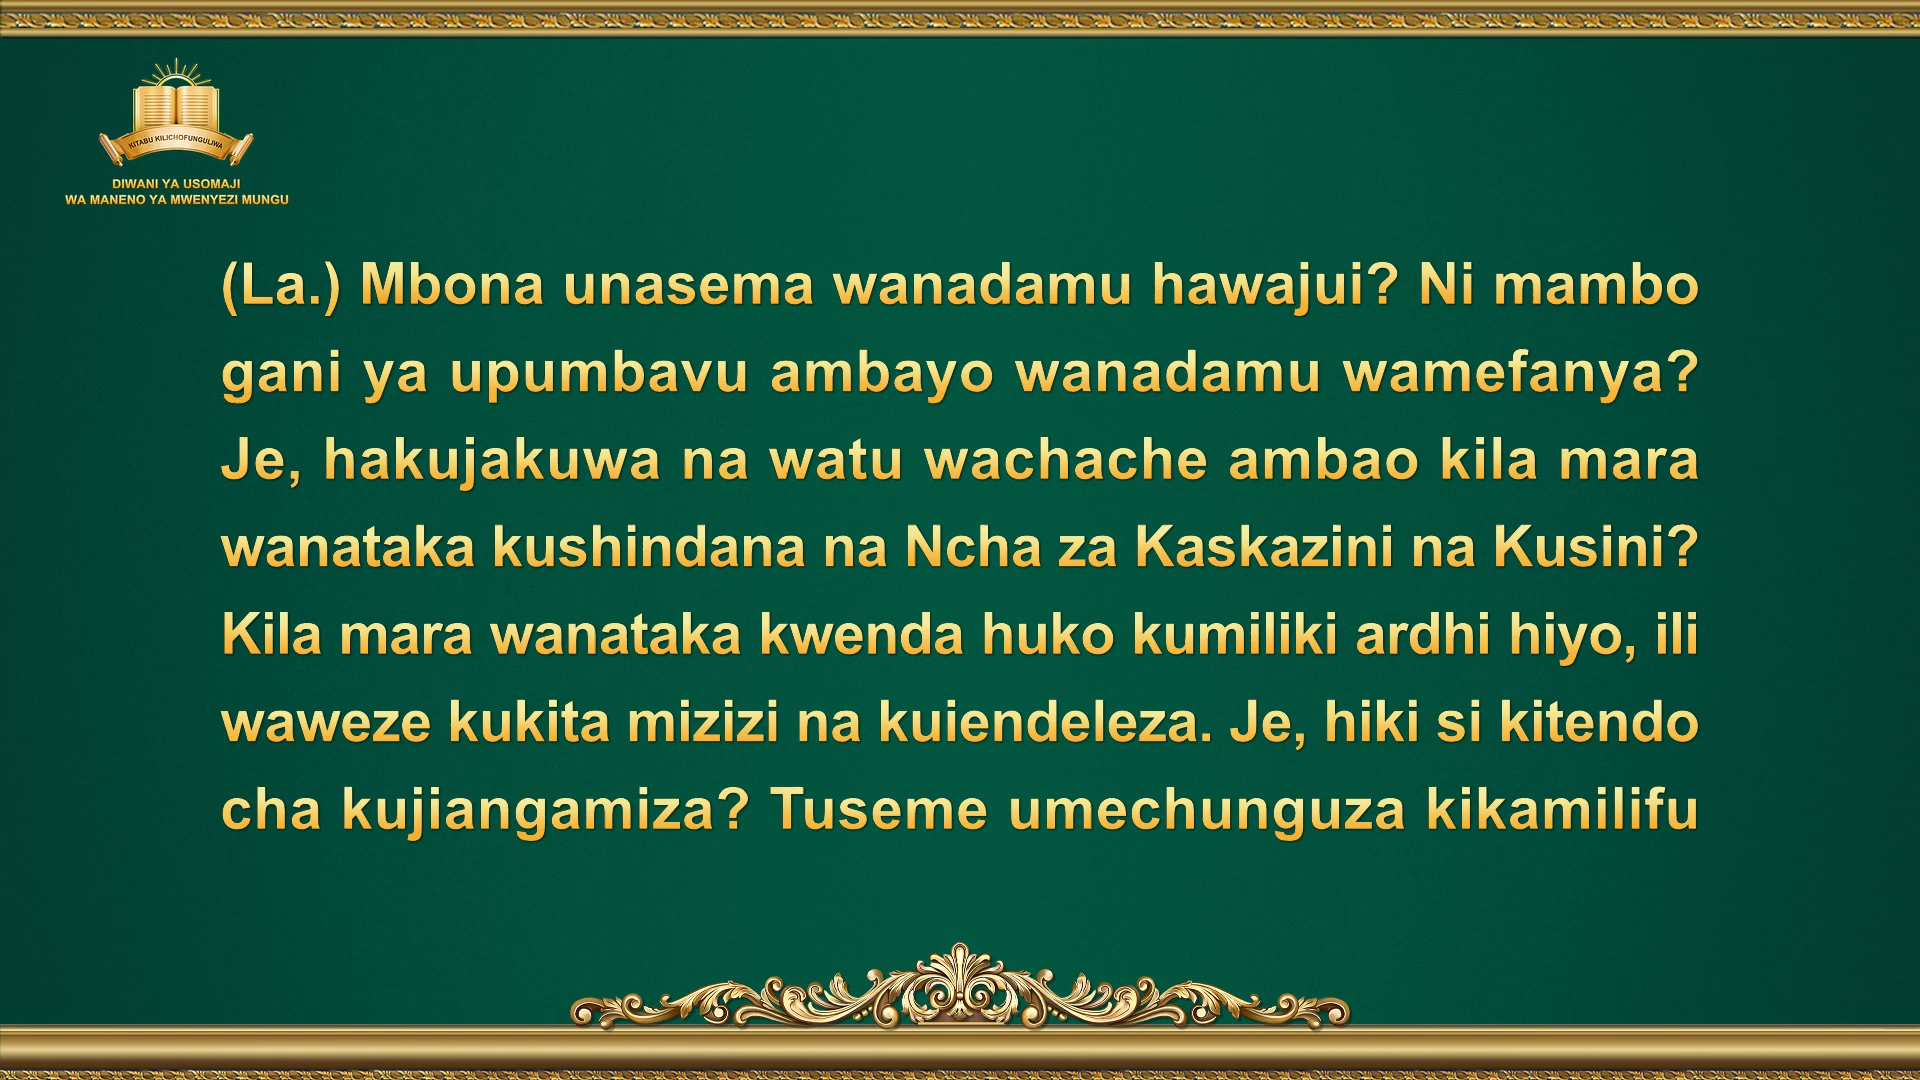 KITABU KILICHOFUNGULIWA
DIWANI YA USOMAJI
WA MANENO YA MWENYEZI MUNGU
(La.) Mbona unasema wanadamu hawajui? Ni mambo
gani ya upumbavu ambayo wanadamu wamefanya?
Je, hakujakuwa na watu wachache ambao kila mara
wanataka kushindana na Ncha za Kaskazini na Kusini?
Kila mara wanataka kwenda huko kumiliki ardhi hiyo, ili
waweze kukita mizizi na kuiendeleza. Je, hiki si kitendo
cha kujiangamiza? Tuseme umechunguza kikamilifu